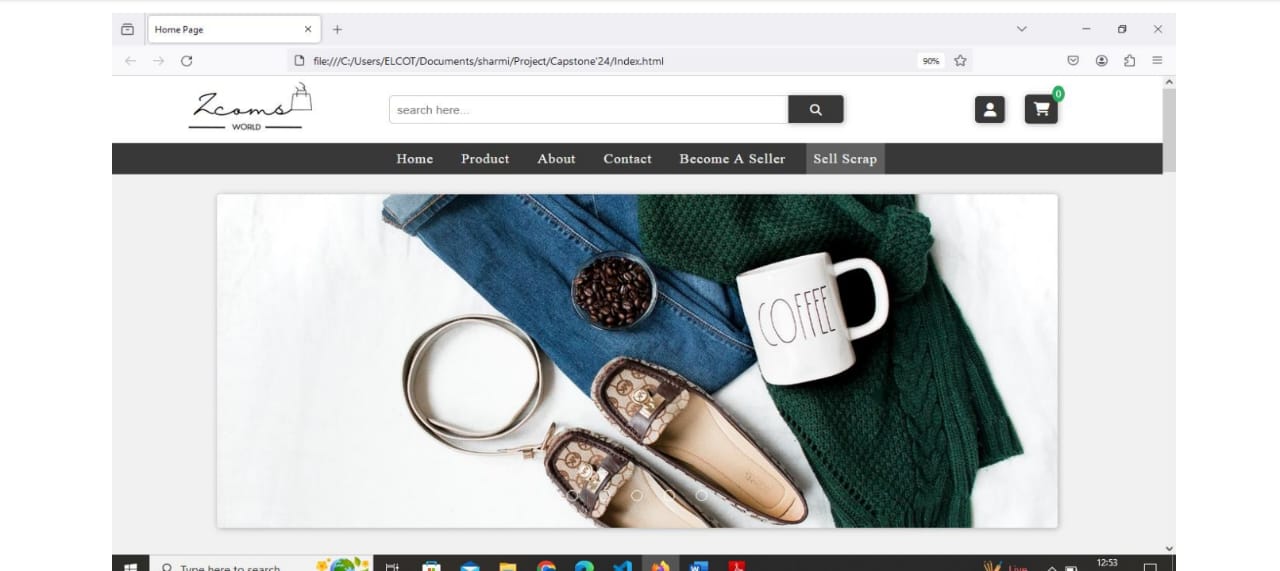 Home Page
file:///C:/Users/ELCOT/Documents/sharmi/Project/Capstone'24/Index.html
90%
Zcoms
WORLD
search here...
0
Home Product About Contact Become A Seller Sell Scrap
COFFEE
Type here to search
Live
12:53